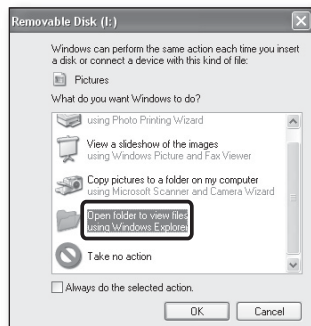 Removable Disk (I:)
Windows can perform the same action each time you insert
a disk or connect a device with this kind of file:
Pictures
What do you want Windows to do?
using Photo Printing Wizard
View a slideshow of the images
using Windows Picture and Fax Viewer
Copy pictures to a folder on my computer
using Microsoft Scanner and Camera Wizard
Open folder to view files
using Windows Explorer
Take no action
Always do the selected action.
OK
Cancel